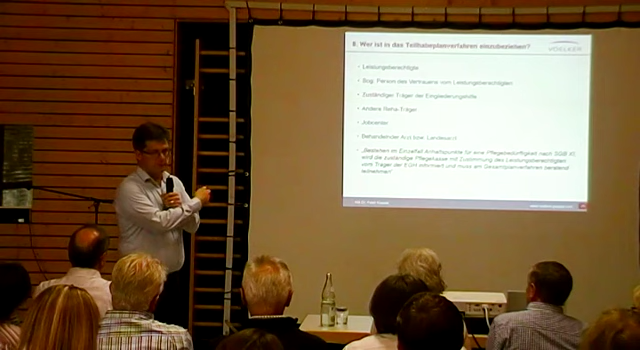 8. Wer ist in das Teilhabeplanverfahren einzubeziehen?
VOELKER
Leistungsberechtigte
Sog. Person des Vertrauens vom Leistungsberechtigten
Zuständiger Träger der Eingliederungshilfe
Andere Reha-Träger
Jobcenter
Behandelnder Arzt bzw. Landesarzt
„Bestehen im Einzelfall Anhaltspunkte für eine Pflegebedürftigkeit nach SGB XI,
wird die zuständige Pflegekasse mit Zustimmung des Leistungsberechtigten
vom Träger der EGH informiert und muss am Gesamtplanverfahren beratend
teilnehmen"